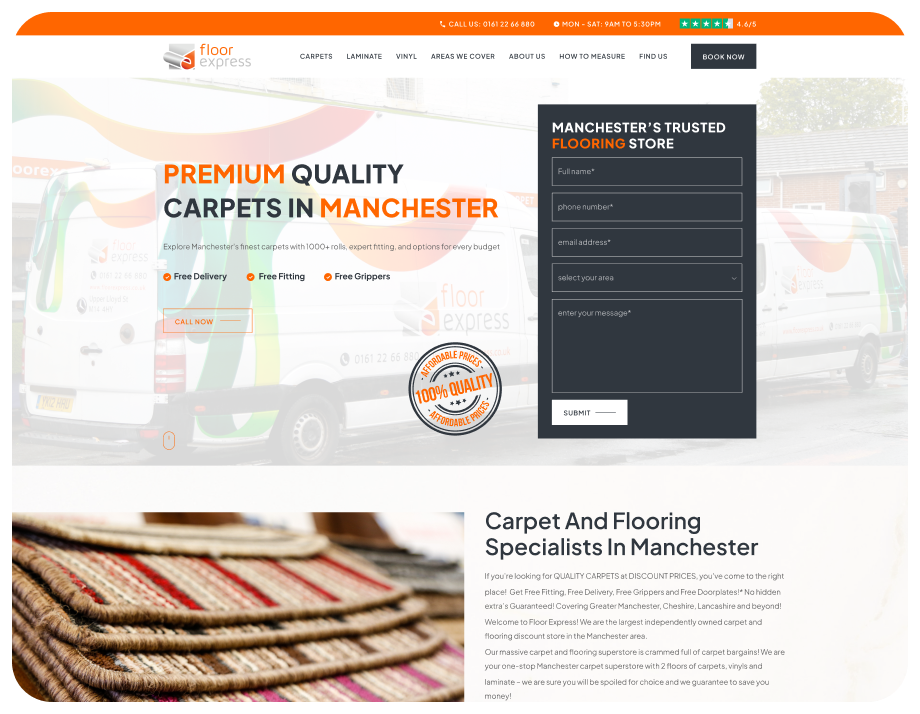 CALL US: 0161 22 66 880
MON - SAT: 9AM TO 5:30PM
4.6/5
floor
express
CARPETS
LAMINATE
VINYL
AREAS WE COVER
ABOUT US
HOW TO MEASURE
FIND US
BOOK NOW
PREMIUM QUALITY
CARPETS IN MANCHESTER
Explore Manchester's finest carpets with 1000+ rolls, expert fitting, and options for every budget
Free Delivery
Free Fitting
Free Grippers
CALL NOW
floor
express
0161 22 66 880
floor
express
0161 22 66 880
AFFORDABLE PRICES
100% QUALITY
AFFORDABLE PRICES
MANCHESTER'S TRUSTED
FLOORING STORE
Full name*
phone number*
email address*
select your area
enter your message*
SUBMIT
floor
express
Carpet And Flooring
Specialists In Manchester
If you're looking for QUALITY CARPETS at DISCOUNT PRICES, you've come to the right
place! Get Free Fitting, Free Delivery, Free Grippers and Free Doorplates!* No hidden
extra's Guaranteed! Covering Greater Manchester, Cheshire, Lancashire and beyond!
Welcome to Floor Express! We are the largest independently owned carpet and
flooring discount store in the Manchester area.
Our massive carpet and flooring superstore is crammed full of carpet bargains! We are
your one-stop Manchester carpet superstore with 2 floors of carpets, vinyls and
laminate - we are sure you will be spoiled for choice and we guarantee to save you
money!